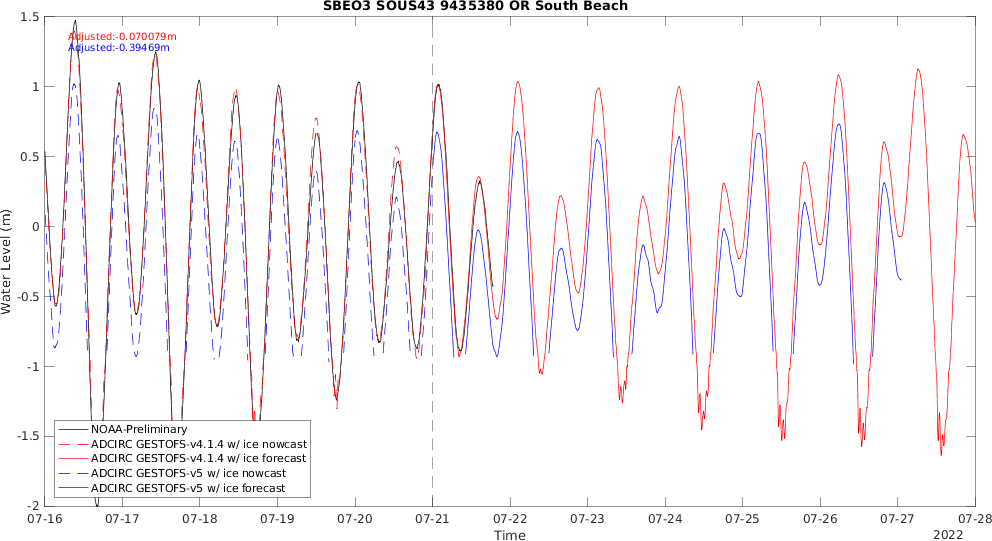 SBEO3 SOUS43 9435380 OR South Beach
Adjusted:-0.070079m
Adjusted:-0.39469m
Water Level (m)
1.5
1
0.5
0
-0.5
-1
-1.5
-2
NOAA-Preliminary
ADCIRC GESTOFS-v4.1.4 w/ ice nowcast
ADCIRC GESTOFS-v4.1.4 w/ ice forecast
ADCIRC GESTOFS-v5 w/ ice nowcast
ADCIRC GESTOFS-v5 w/ ice forecast
07-16 07-17 07-18 07-19 07-20 07-21 07-22 07-23 07-24 07-25 07-26 07-27 07-28
Time
2022